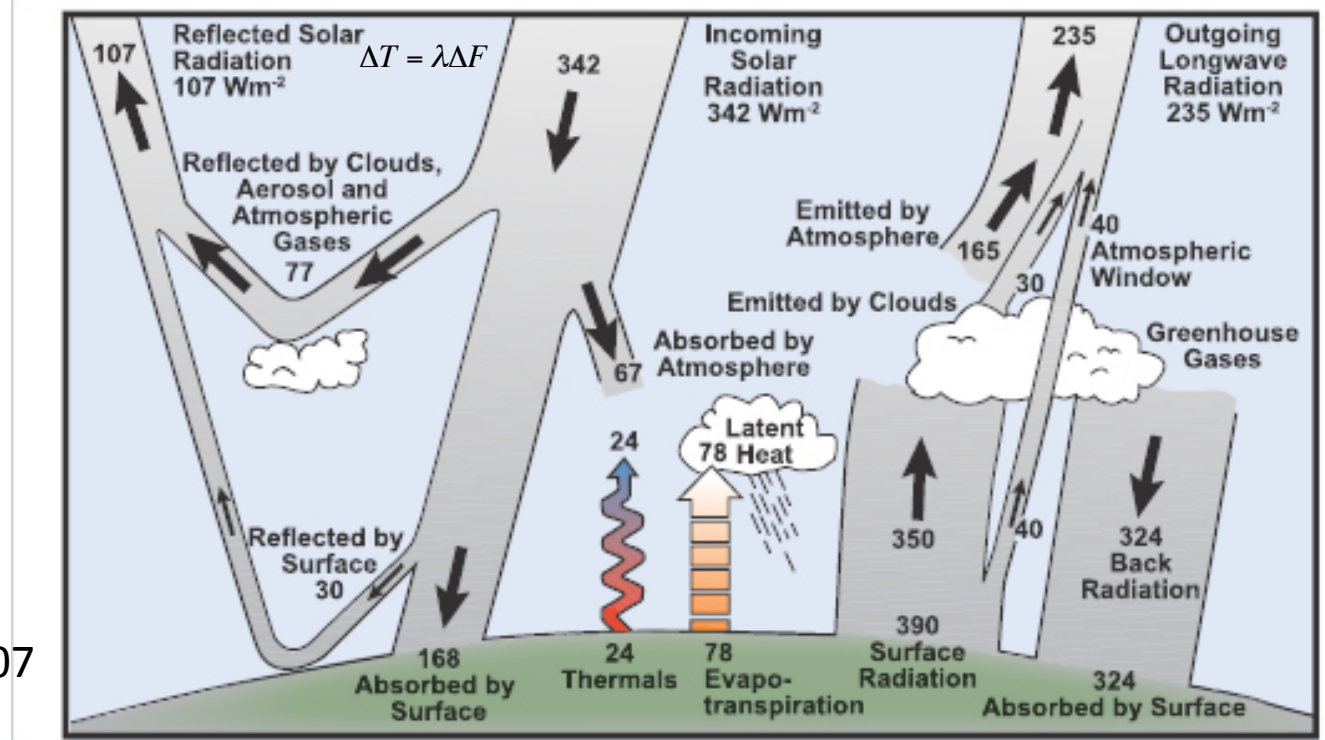 107
Reflected Solar
Radiation
107 Wm⁻²
ΔT = λΔF
342
Incoming
Solar
Radiation
342 Wm⁻²
235
Outgoing
Longwave
Radiation
235 Wm⁻²
Reflected by Clouds,
Aerosol and
Atmospheric
Gases
77
Emitted by
Atmosphere
165
40
Atmospheric
Window
Emitted by Clouds
30
Greenhouse
Gases
Absorbed by
Atmosphere
67
24
Latent
78 Heat
Reflected by
Surface
30
350
40
324
Back
Radiation
07
168
Absorbed by
Surface
24
Thermals
78
Evapo-
transpiration
390
Surface
Radiation
324
Absorbed by Surface